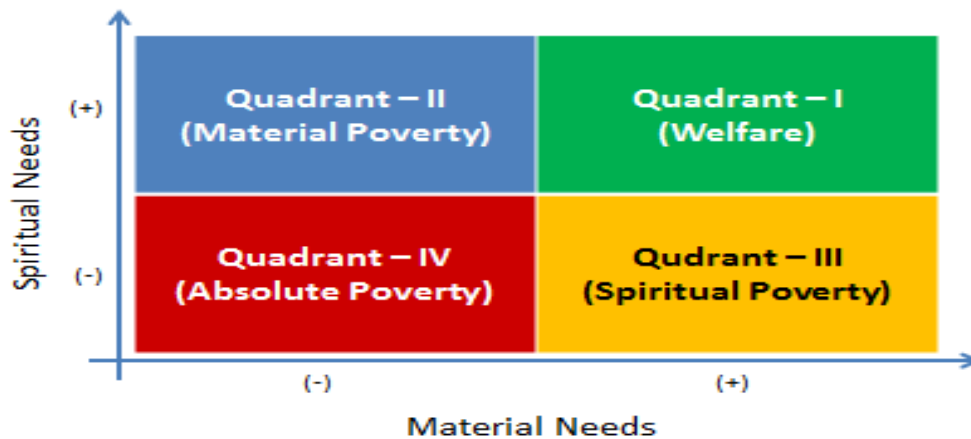 Spiritual Needs
(+)
Quadrant – II
(Material Poverty)
Quadrant – I
(Welfare)
(-)
Quadrant – IV
(Absolute Poverty)
Qudrant – III
(Spiritual Poverty)
(-)
(+)
Material Needs